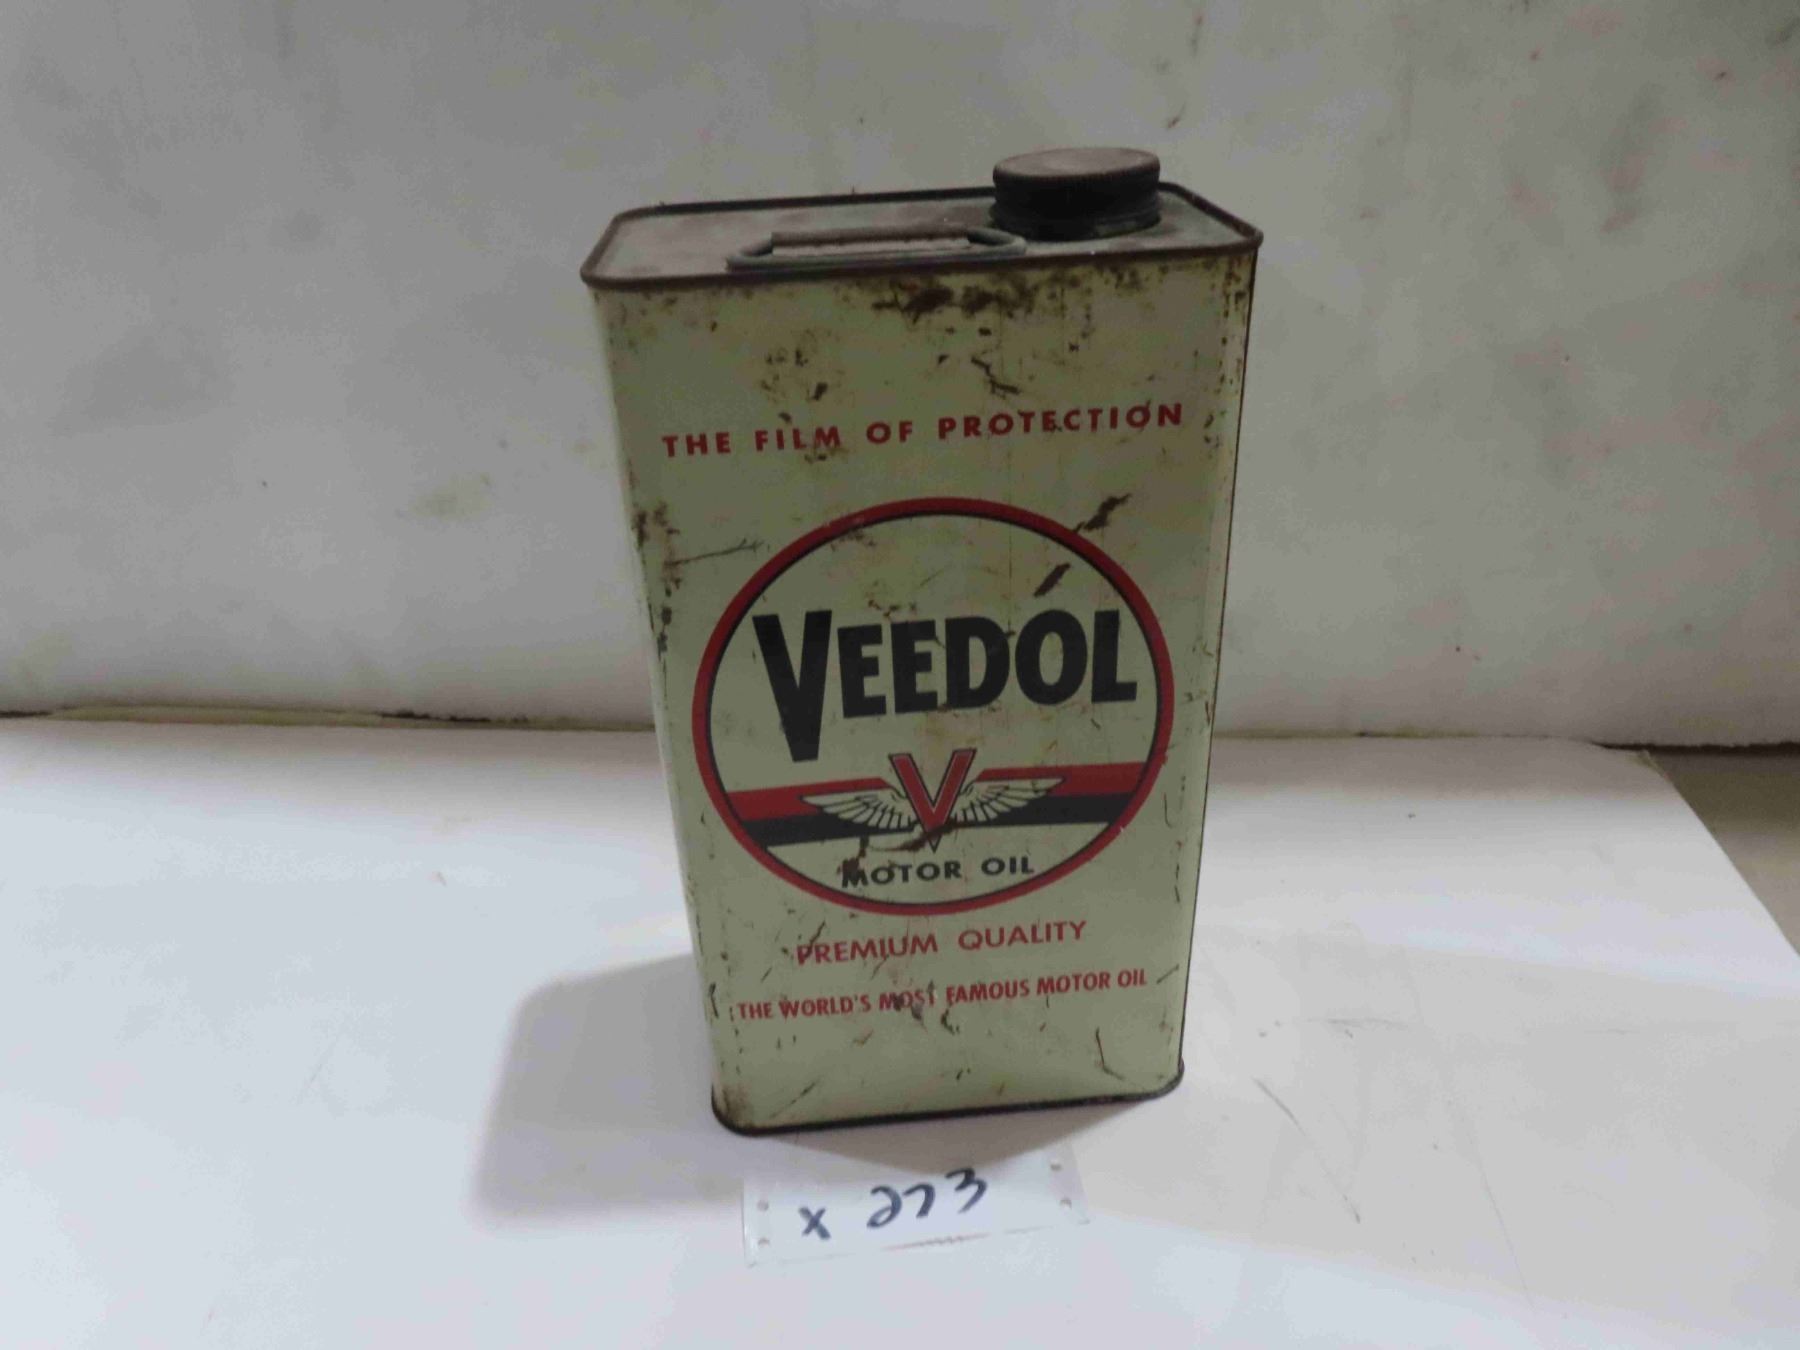 THE FILM OF PROTECTION
VEEDOL
V
MOTOR OIL
PREMIUM QUALITY
THE WORLD'S MOST FAMOUS MOTOR OIL
x 273